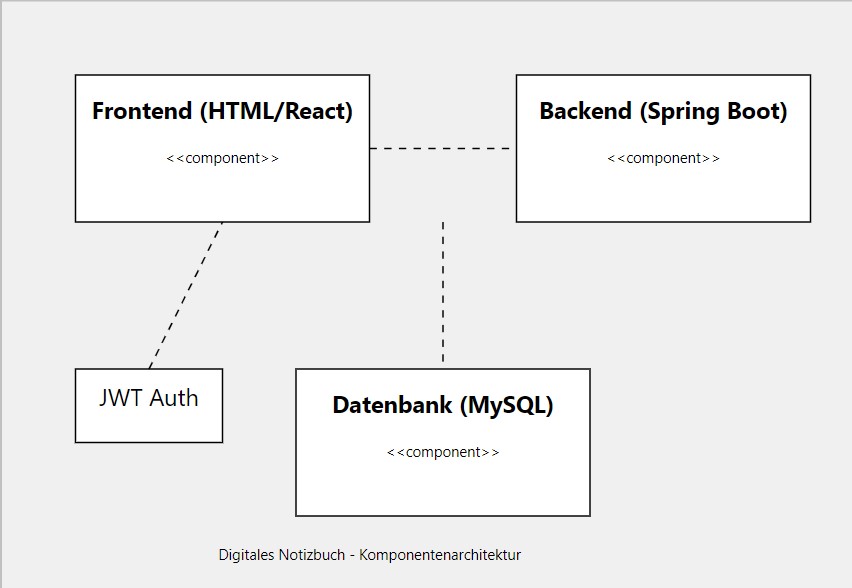 Frontend (HTML/React)
<<component>>
Backend (Spring Boot)
<<component>>
JWT Auth
Datenbank (MySQL)
<<component>>
Digitales Notizbuch - Komponentenarchitektur